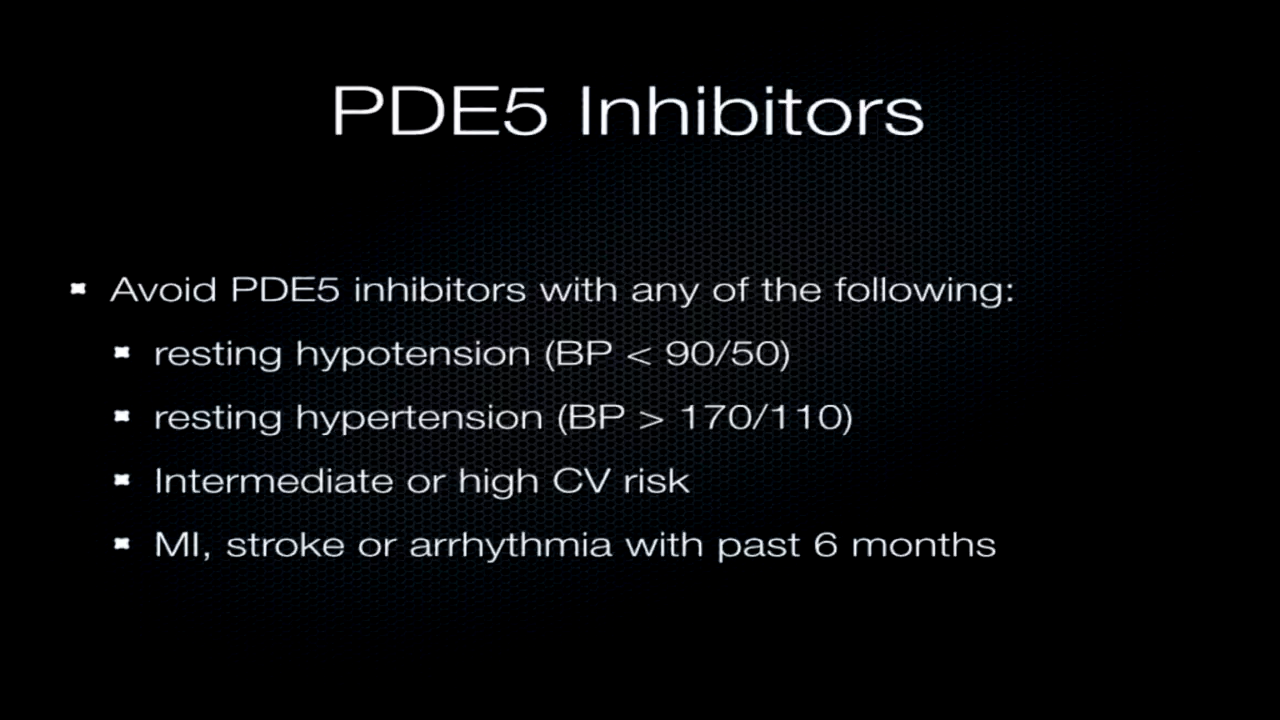 PDE5 Inhibitors
Avoid PDE5 inhibitors with any of the following:
resting hypotension (BP < 90/50)
resting hypertension (BP > 170/110)
Intermediate or high CV risk
MI, stroke or arrhythmia with past 6 months